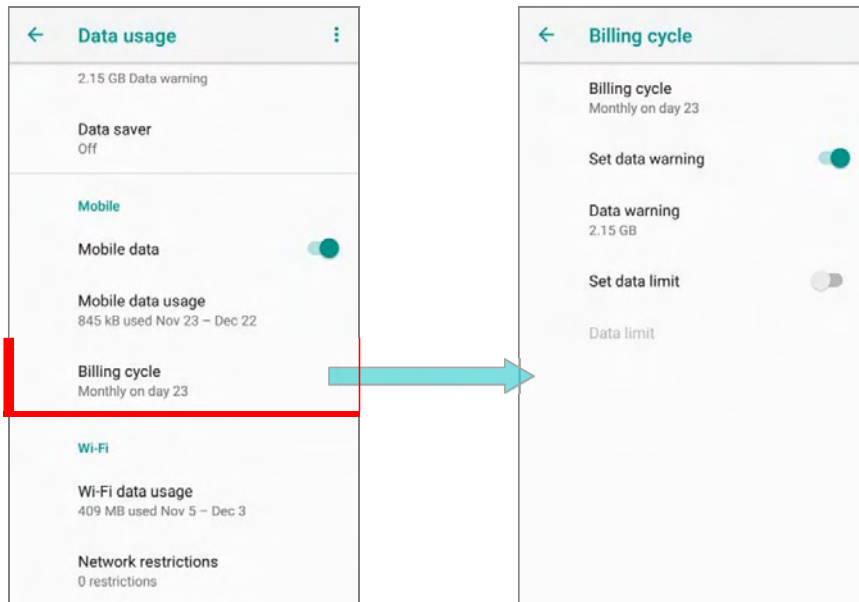 Data usage
2.15 GB Data warning
Data saver
Off
Mobile
Mobile data
Mobile data usage
845 kB used Nov 23 – Dec 22
Billing cycle
Monthly on day 23
Wi-Fi
Wi-Fi data usage
409 MB used Nov 5 – Dec 3
Network restrictions
0 restrictions
Billing cycle
Billing cycle
Monthly on day 23
Set data warning
Data warning
2.15 GB
Set data limit
Data limit